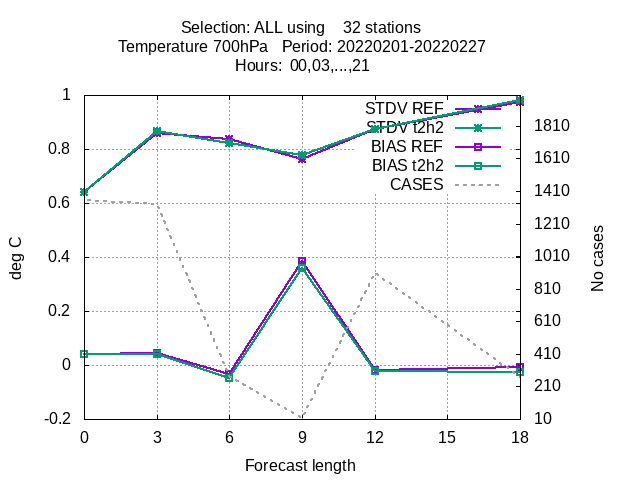 Selection: ALL using    32 stations
Temperature 700hPa   Period: 20220201-20220227
Hours: 00,03,...,21
1
0.8
0.6
0.4
0.2
0
-0.2
deg C
STDV REF
STDV t2h2
BIAS REF
BIAS t2h2
CASES
1810
1610
1410
1210
1010
810
610
410
210
10
No cases
0 3 6 9 12 15 18
Forecast length